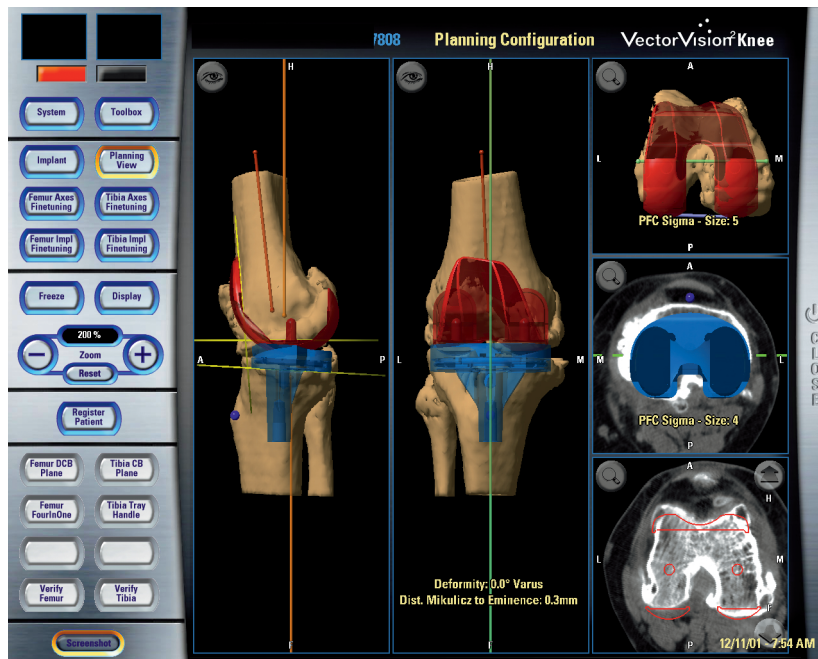 7808
Planning Configuration
VectorVision² Knee
System
Toolbox
Implant
Planning
View
Femur Axes
Finetuning
Tibia Axes
Finetuning
Femur Impl
Finetuning
Tibia Impl
Finetuning
Freeze
Display
200 %
Zoom
Reset
Register
Patient
Femur DCB
Plane
Tibia CB
Plane
Femur
FourInOne
Tibia Tray
Handle
Verify
Femur
Verify
Tibia
Screenshot
H
A
P
F
H
L
M
Deformity: 0.0° Varus
Dist. Mikulicz to Eminence: 0.3mm
F
A
L
M
PFC Sigma - Size: 5
P
A
M
L
PFC Sigma - Size: 4
P
A
H
L
M
F
P
12/11/01 - 7:54 AM
CLOSE